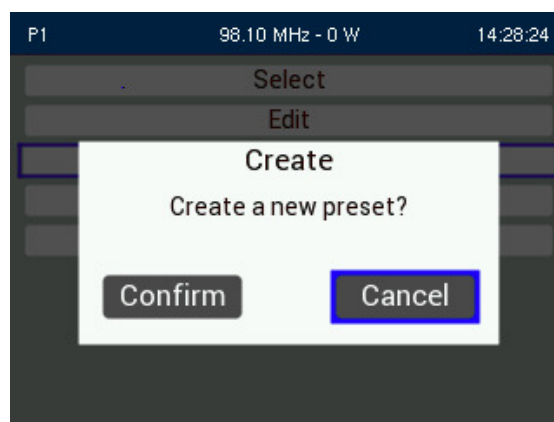 P1 98.10 MHz - 0 W 14:28:24
Select
Edit
Create
Create a new preset?
Confirm Cancel